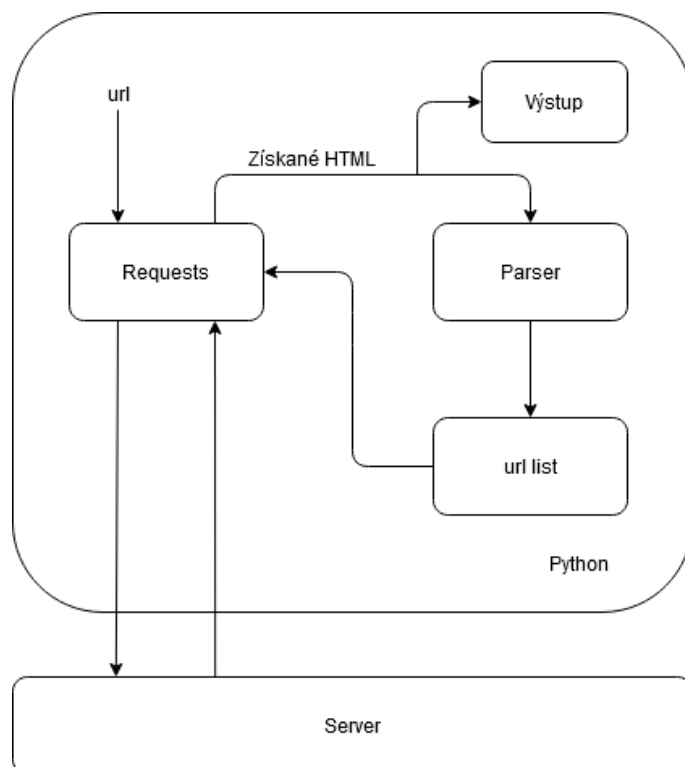 url
Výstup
Získané HTML
Requests
Parser
url list
Python
Server